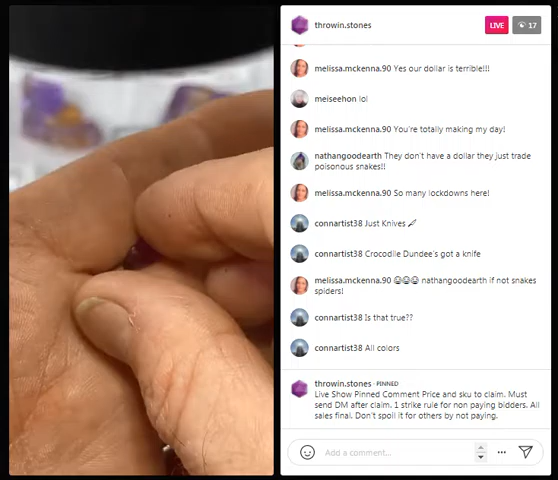 throwin.stones
LIVE
17
melissa.mckenna.90 Yes our dollar is terrible!!!
meiseehon lol
melissa.mckenna.90 You're totally making my day!
nathangoodearth They don't have a dollar they just trade
poisonous snakes!!
melissa.mckenna.90 So many lockdowns here!
connartist38 Just Knives 🗡
connartist38 Crocodile Dundee's got a knife
melissa.mckenna.90 😂😂😂 nathangoodearth if not snakes
spiders!
connartist38 Is that true??
connartist38 All colors
throwin.stones · PINNED
Live Show Pinned Comment Price and sku to claim. Must
send DM after claim. 1 strike rule for non paying bidders. All
sales final. Don't spoil it for others by not paying.
Add a comment...